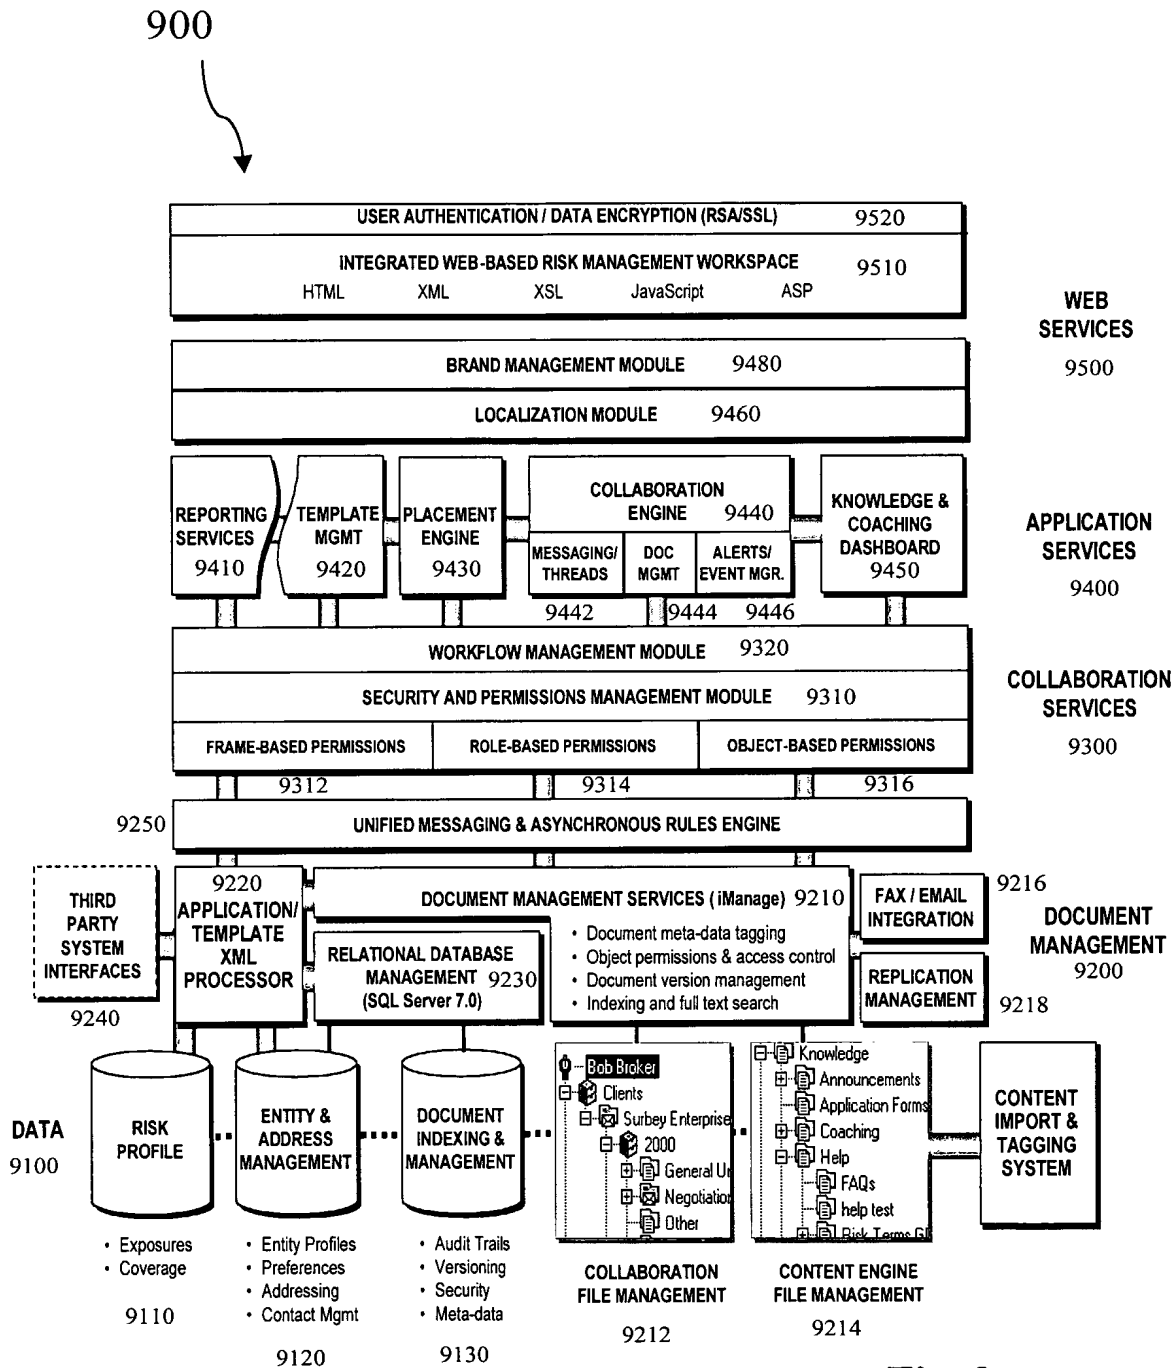 900
USER AUTHENTICATION / DATA ENCRYPTION (RSA/SSL) 9520
INTEGRATED WEB-BASED RISK MANAGEMENT WORKSPACE 9510
HTML XML XSL JavaScript ASP
WEB
SERVICES
9500
BRAND MANAGEMENT MODULE 9480
LOCALIZATION MODULE 9460
REPORTING
SERVICES
9410
TEMPLATE
MGMT
9420
PLACEMENT
ENGINE
9430
COLLABORATION
ENGINE 9440
MESSAGING/
THREADS
DOC
MGMT
ALERTS/
EVENT MGR.
9442 9444 9446
KNOWLEDGE &
COACHING
DASHBOARD
9450
APPLICATION
SERVICES
9400
WORKFLOW MANAGEMENT MODULE 9320
SECURITY AND PERMISSIONS MANAGEMENT MODULE 9310
FRAME-BASED PERMISSIONS ROLE-BASED PERMISSIONS OBJECT-BASED PERMISSIONS
9312 9314 9316
COLLABORATION
SERVICES
9300
9250 UNIFIED MESSAGING & ASYNCHRONOUS RULES ENGINE
THIRD
PARTY
SYSTEM
INTERFACES
9240
9220
APPLICATION/
TEMPLATE
XML
PROCESSOR
DOCUMENT MANAGEMENT SERVICES (iManage) 9210
• Document meta-data tagging
• Object permissions & access control
• Document version management
• Indexing and full text search
RELATIONAL DATABASE
MANAGEMENT 9230
(SQL Server 7.0)
FAX / EMAIL
INTEGRATION
9216
REPLICATION
MANAGEMENT
9218
DOCUMENT
MANAGEMENT
9200
DATA
9100
RISK
PROFILE
• Exposures
• Coverage
9110
ENTITY &
ADDRESS
MANAGEMENT
• Entity Profiles
• Preferences
• Addressing
• Contact Mgmt
9120
DOCUMENT
INDEXING &
MANAGEMENT
• Audit Trails
• Versioning
• Security
• Meta-data
9130
Bob Broker
Clients
Surbey Enterprise
2000
General Ur
Negotiation
Other
COLLABORATION
FILE MANAGEMENT
9212
Knowledge
Announcements
Application Forms
Coaching
Help
FAQs
help test
Risk Terms
CONTENT ENGINE
FILE MANAGEMENT
9214
CONTENT
IMPORT &
TAGGING
SYSTEM